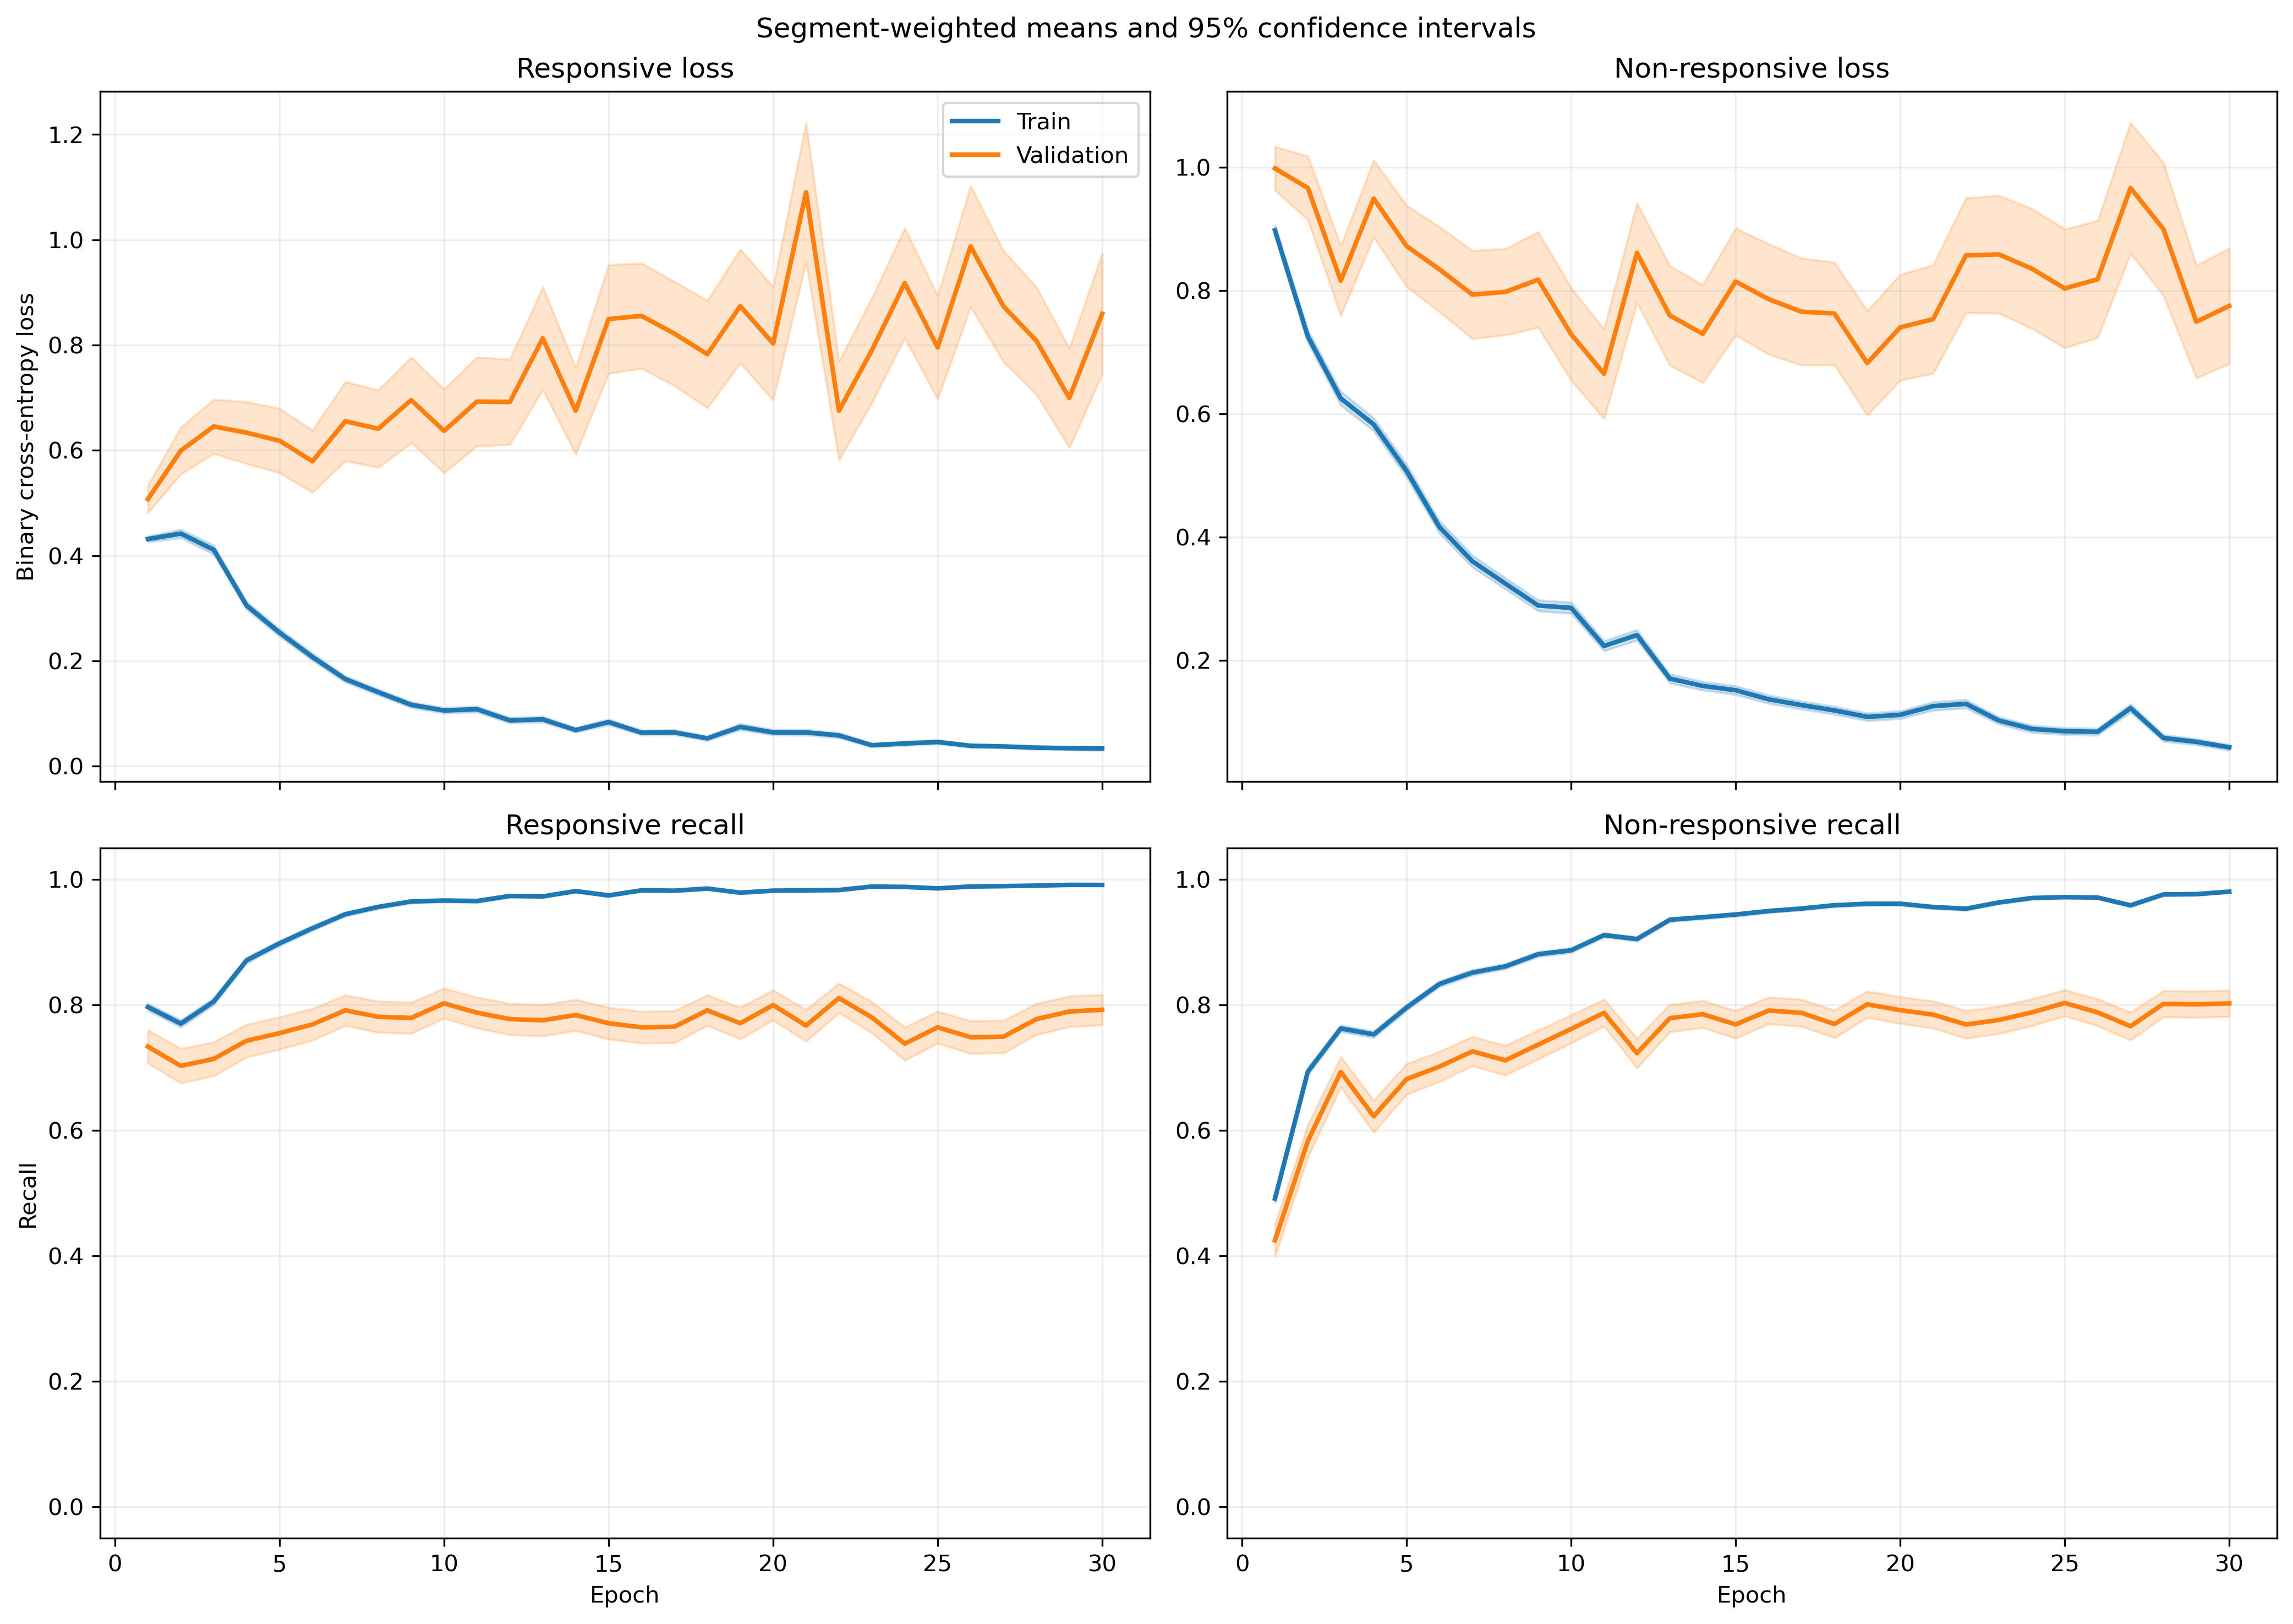 Segment-weighted means and 95% confidence intervals
Responsive loss
Non-responsive loss
Train
Validation
Binary cross-entropy loss
1.2
1.0
0.8
0.6
0.4
0.2
0.0
1.0
0.8
0.6
0.4
0.2
Responsive recall
Non-responsive recall
Recall
1.0
0.8
0.6
0.4
0.2
0.0
0 5 10 15 20 25 30
Epoch
1.0
0.8
0.6
0.4
0.2
0.0
0 5 10 15 20 25 30
Epoch